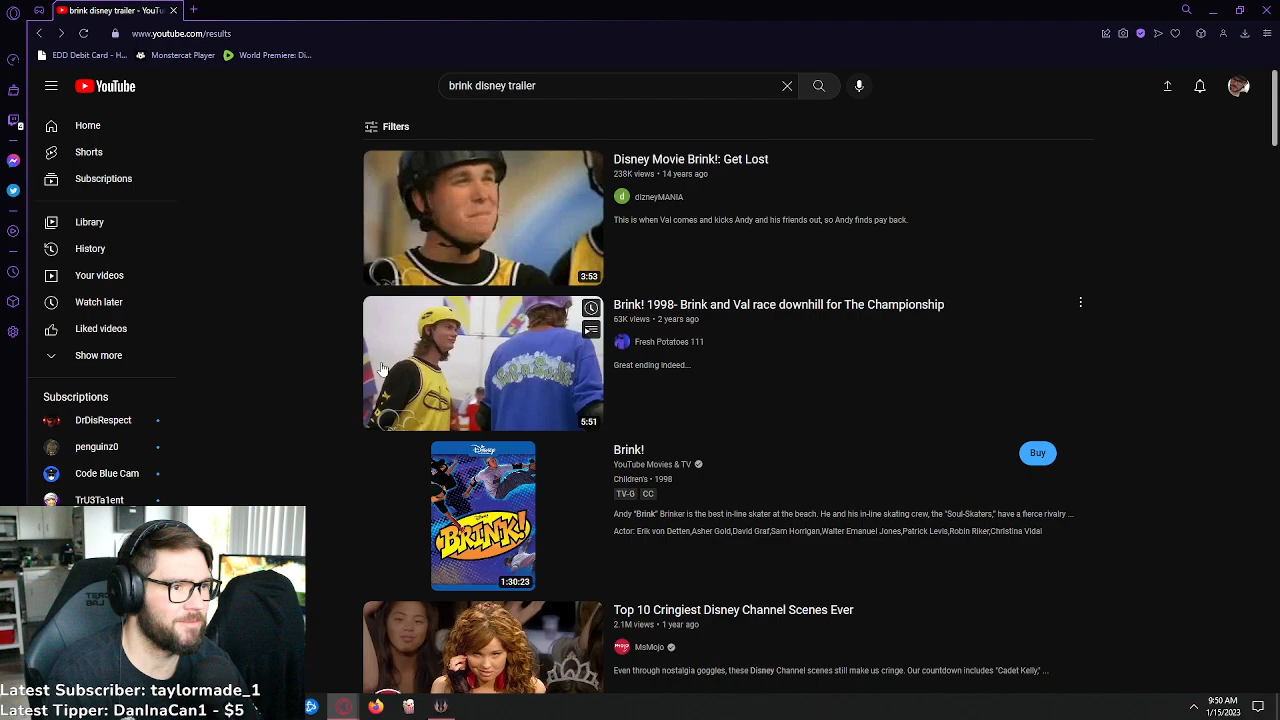 brink disney trailer - YouTu
www.youtube.com/results
EDD Debit Card - H...
Monstercat Player
World Premiere: Di...
YouTube
brink disney trailer
Home
Shorts
Subscriptions
Library
History
Your videos
Watch later
Liked videos
Show more
Subscriptions
DrDisRespect
penguinz0
Code Blue Cam
TrU3Ta1ent
Filters
Disney Movie Brink!: Get Lost
238K views • 14 years ago
d
dizneyMANIA
This is when Val comes and kicks Andy and his friends out, so Andy finds pay back.
3:53
Brink! 1998- Brink and Val race downhill for The Championship
63K views • 2 years ago
Fresh Potatoes 111
Great ending indeed...
5:51
Disney
BRINK!
1:30:23
Brink!
Buy
YouTube Movies & TV
Children's • 1998
TV-G CC
Andy "Brink" Brinker is the best in-line skater at the beach. He and his in-line skating crew, the "Soul-Skaters," have a fierce rivalry ...
Actor: Erik von Detten,Asher Gold,David Graf,Sam Horrigan,Walter Emanuel Jones,Patrick Levis,Robin Riker,Christina Vidal
Top 10 Cringiest Disney Channel Scenes Ever
2.1M views • 1 year ago
MOJO
MsMojo
Even through nostalgia goggles, these Disney Channel scenes still make us cringe. Our countdown includes "Cadet Kelly," ...
Latest Subscriber: taylormade_1
Latest Tipper: DanInaCan1 - $5
9:50 AM
1/15/2023